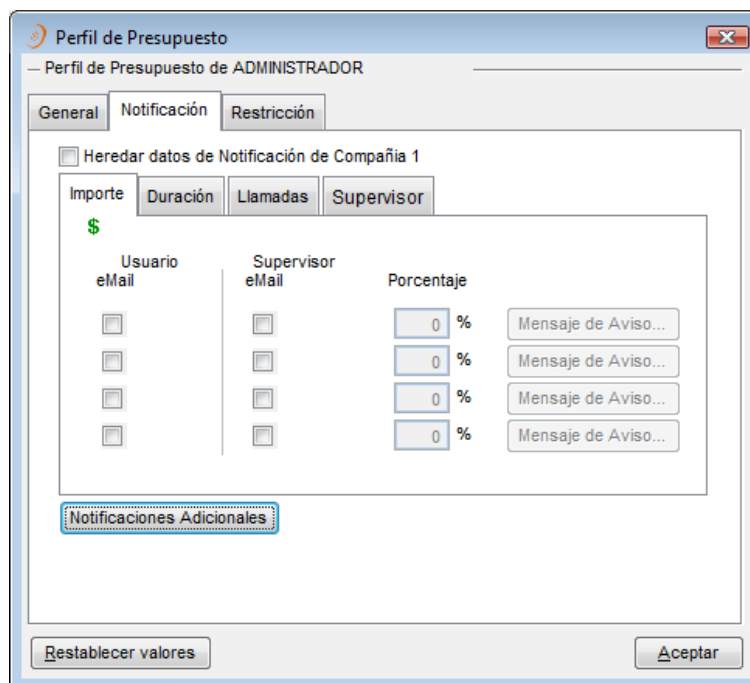 Perfil de Presupuesto
Perfil de Presupuesto de ADMINISTRADOR
General Notificación Restricción
Heredar datos de Notificación de Compañia 1
Importe Duración Llamadas Supervisor
$
Usuario Supervisor
eMail eMail Porcentaje
0 % Mensaje de Aviso...
0 % Mensaje de Aviso...
0 % Mensaje de Aviso...
0 % Mensaje de Aviso...
Notificaciones Adicionales
Restablecer valores Aceptar